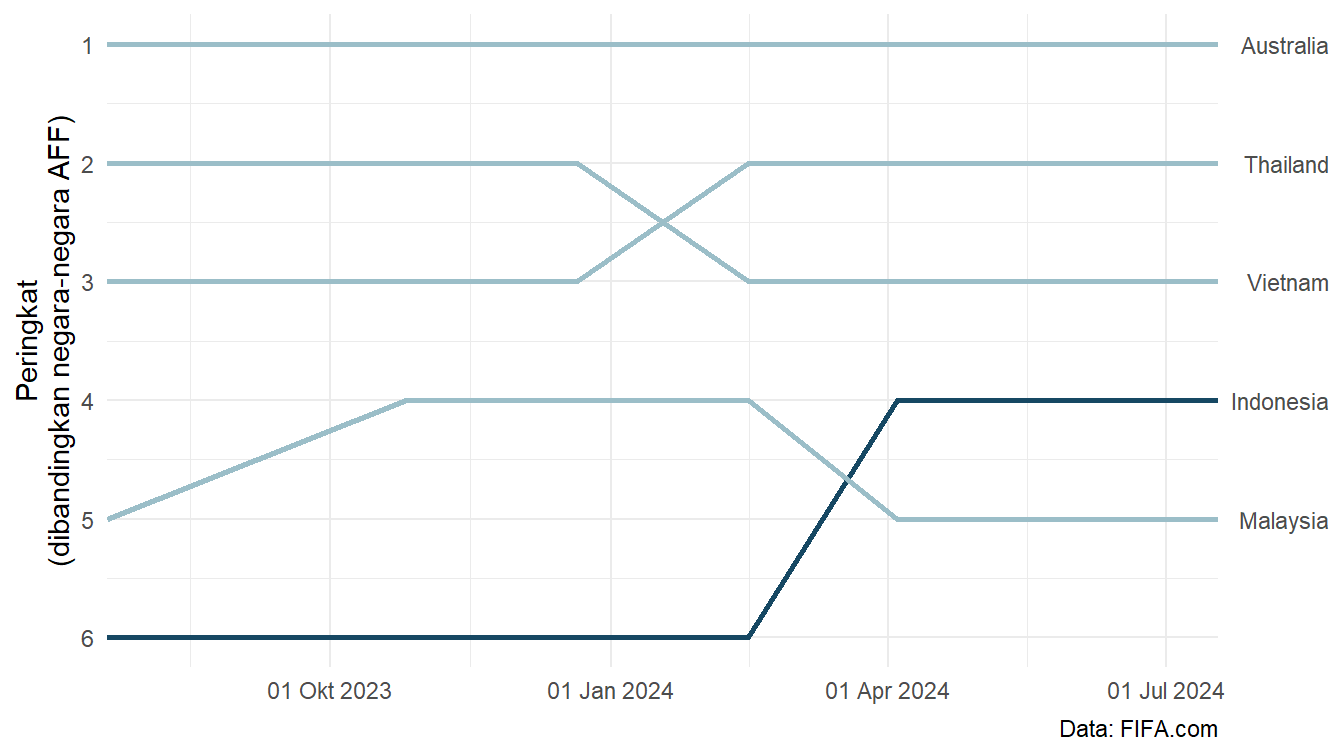 Peringkat
(dibandingkan negara-negara AFF)
1
2
3
4
5
6
Australia
Thailand
Vietnam
Indonesia
Malaysia
01 Okt 2023
01 Jan 2024
01 Apr 2024
01 Jul 2024
Data: FIFA.com